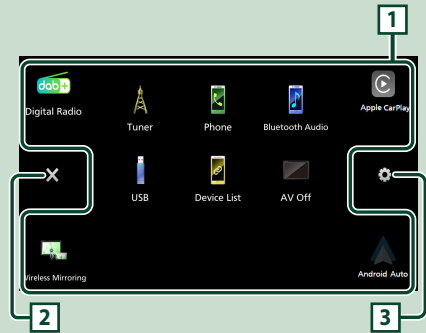 1
dab+
Digital Radio
Tuner
Phone
Bluetooth Audio
Apple CarPlay
USB
Device List
AV Off
Wireless Mirroring
Android Auto
2
3